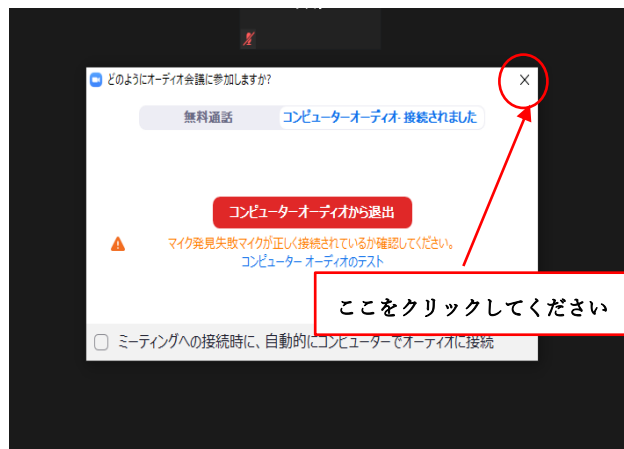 どのようにオーディオ会議に参加しますか?
無料通話
コンピューターオーディオ・接続されました
コンピューターオーディオから退出
マイク発見失敗マイクが正しく接続されているか確認してください。
コンピューター オーディオのテスト
ここをクリックしてください
ミーティングへの接続時に、自動的にコンピューターでオーディオに接続